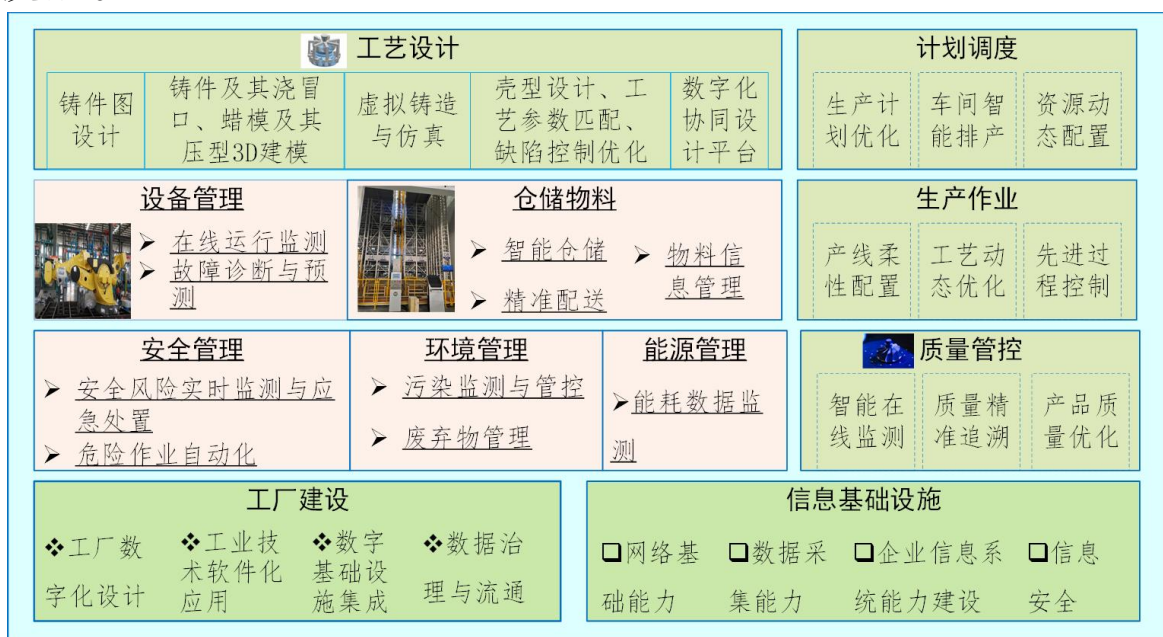 工艺设计
铸件图
设计
铸件及其浇冒
口、蜡模及其
压型3D建模
虚拟铸造
与仿真
壳型设计、工
艺参数匹配、
缺陷控制优化
数字化
协同设
计平台
计划调度
生产计
划优化
车间智
能排产
资源动
态配置
设备管理
➢ 在线运行监测
➢ 故障诊断与预
测
仓储物料
➢ 智能仓储
➢ 精准配送
➢ 物料信
息管理
生产作业
产线柔
性配置
工艺动
态优化
先进过
程控制
安全管理
➢ 安全风险实时监测与应
急处置
➢ 危险作业自动化
环境管理
➢ 污染监测与管控
➢ 废弃物管理
能源管理
➢能耗数据监
测
质量管控
智能在
线监测
质量精
准追溯
产品质
量优化
工厂建设
❖工厂数
字化设计
❖工业技
术软件化
应用
❖数字
基础设
施集成
❖数据治
理与流通
信息基础设施
❑网络基
础能力
❑数据采
集能力
❑企业信息系
统能力建设
❑信息
安全